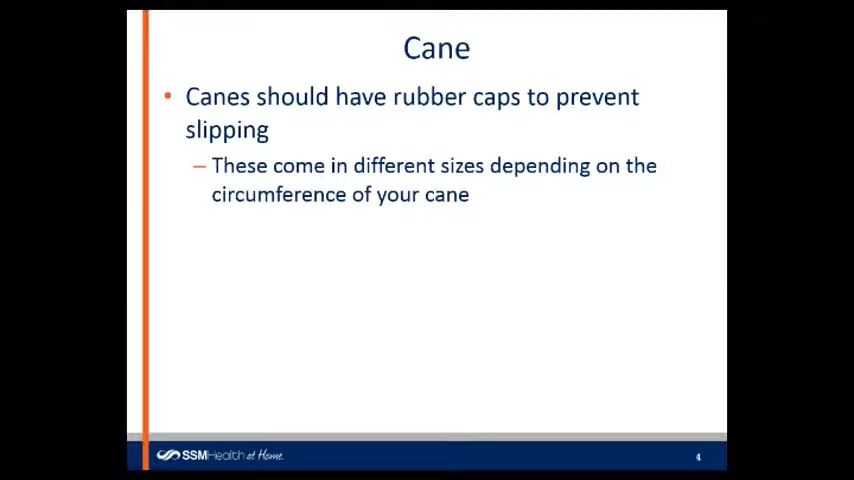 Cane
• Canes should have rubber caps to prevent
slipping
– These come in different sizes depending on the
circumference of your cane
SSMHealth at Home.
4